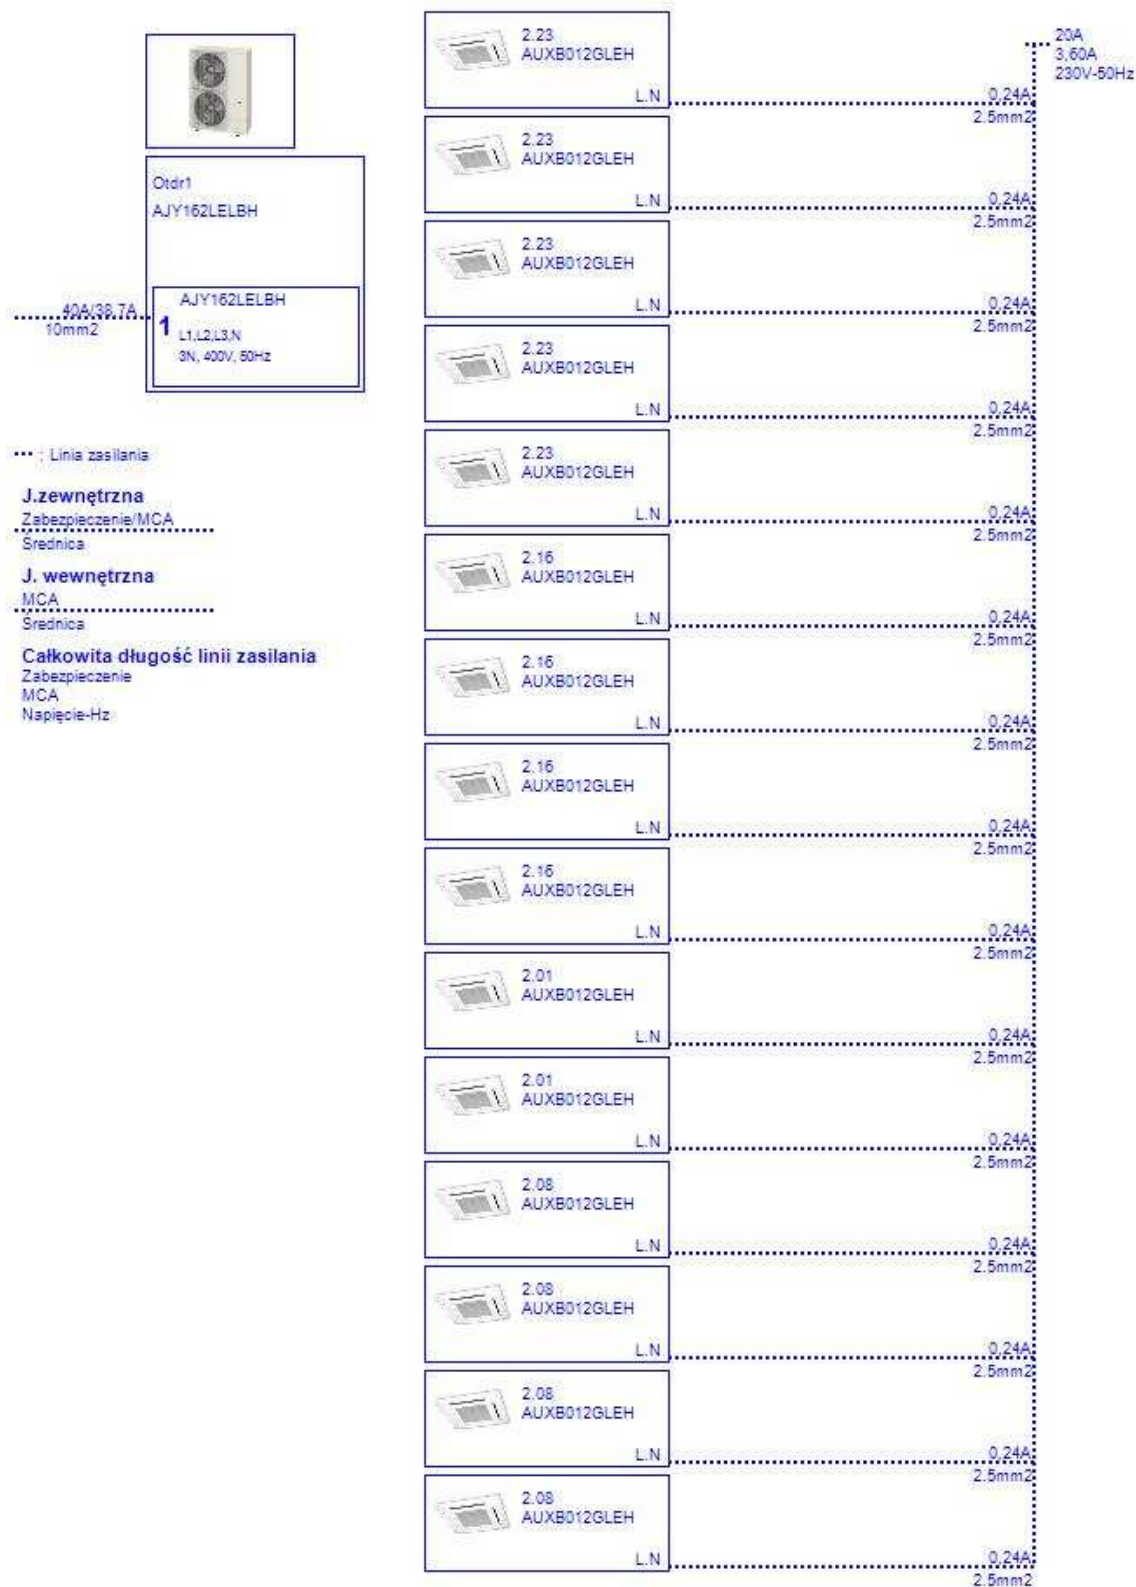 Otdr1
AJY162LELBH
40A/38,7A
10mm2
AJY162LELBH
1
L1,L2,L3,N
3N, 400V, 50Hz
: Linia zasilania
J.zewnętrzna
Zabezpieczenie/MCA
Średnica
J. wewnętrzna
MCA
Średnica
Całkowita długość linii zasilania
Zabezpieczenie
MCA
Napięcie-Hz
2.23
AUXB012GLEH
L.N
0,24A
2.5mm2
2.23
AUXB012GLEH
L.N
0,24A
2.5mm2
2.23
AUXB012GLEH
L.N
0,24A
2.5mm2
2.23
AUXB012GLEH
L.N
0,24A
2.5mm2
2.23
AUXB012GLEH
L.N
0,24A
2.5mm2
2.16
AUXB012GLEH
L.N
0,24A
2.5mm2
2.16
AUXB012GLEH
L.N
0,24A
2.5mm2
2.16
AUXB012GLEH
L.N
0,24A
2.5mm2
2.16
AUXB012GLEH
L.N
0,24A
2.5mm2
2.01
AUXB012GLEH
L.N
0,24A
2.5mm2
2.01
AUXB012GLEH
L.N
0,24A
2.5mm2
2.08
AUXB012GLEH
L.N
0,24A
2.5mm2
2.08
AUXB012GLEH
L.N
0,24A
2.5mm2
2.08
AUXB012GLEH
L.N
0,24A
2.5mm2
2.08
AUXB012GLEH
L.N
0,24A
2.5mm2
20A
3,60A
230V-50Hz